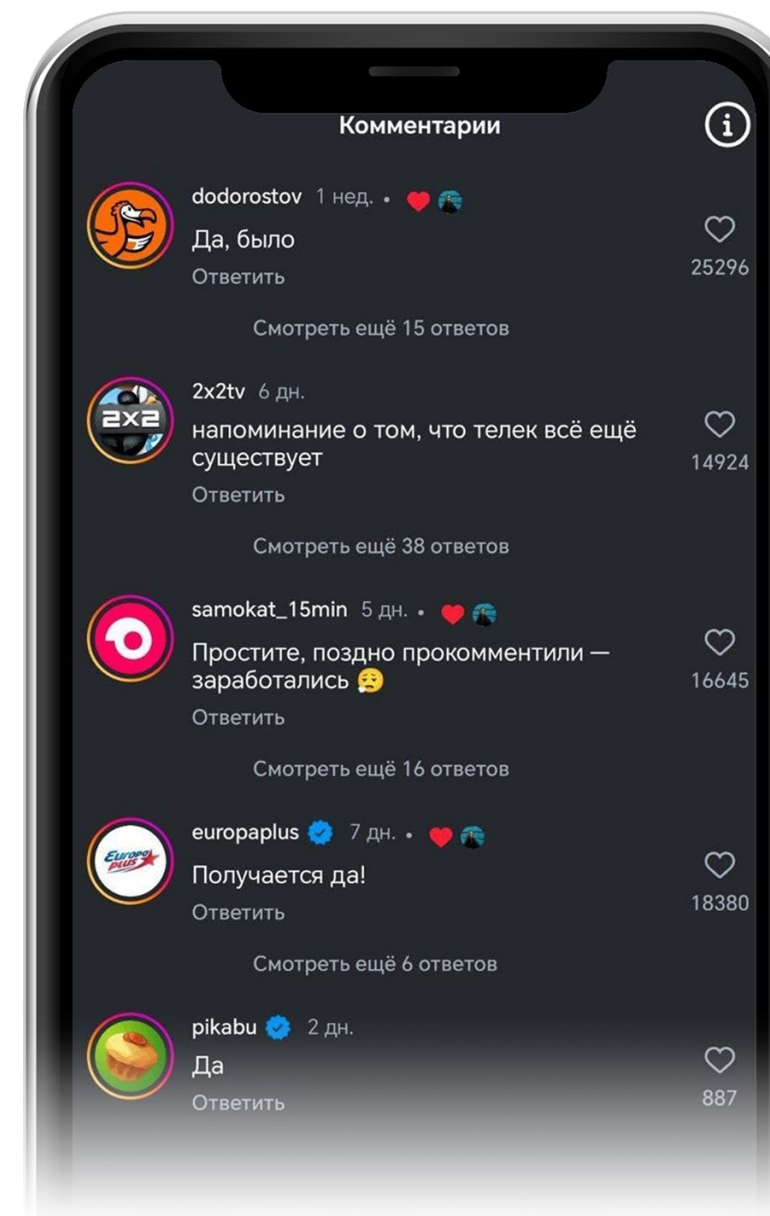 Комментарии
dodorostov 1 нед. •
Да, было
Ответить
25296
Смотреть ещё 15 ответов
2x2
2x2tv 6 дн.
напоминание о том, что телек всё ещё
существует
Ответить
14924
Смотреть ещё 38 ответов
samokat_15min 5 дн. •
Простите, поздно прокомментили —
заработались 😮‍💨
Ответить
16645
Смотреть ещё 16 ответов
Europa
Plus
europaplus 7 дн. •
Получается да!
Ответить
18380
Смотреть ещё 6 ответов
pikabu 2 дн.
Да
Ответить
887